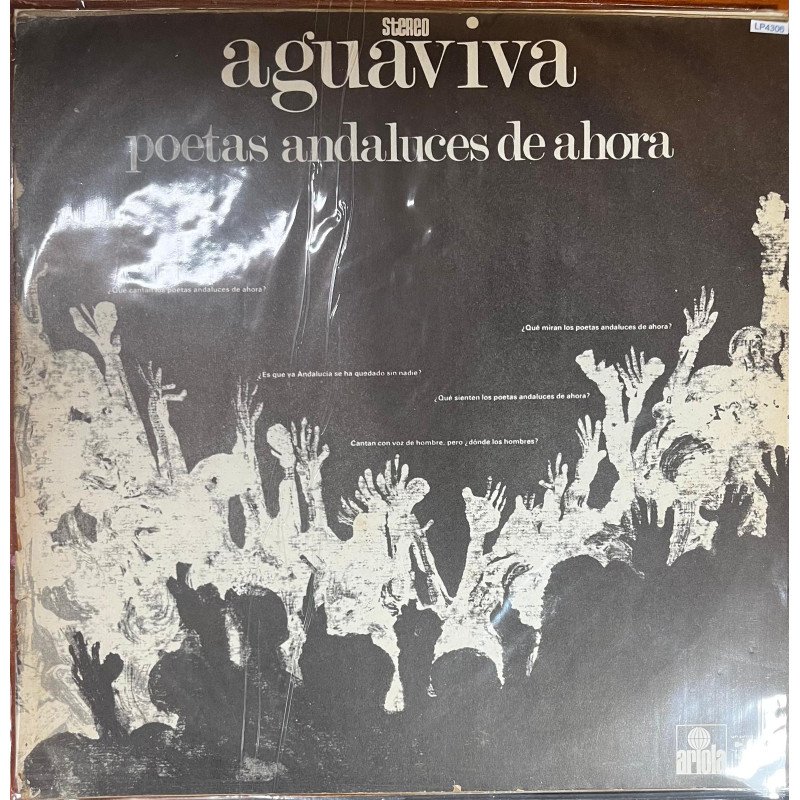 stereo
LP4306
aguaviva
poetas andaluces de ahora
¿Qué cantan los poetas andaluces de ahora?
¿Qué miran los poetas andaluces de ahora?
¿Es que ya Andalucía se ha quedado sin nadie?
¿Qué sienten los poetas andaluces de ahora?
Cantan con voz de hombre, pero ¿dónde los hombres?
ariola